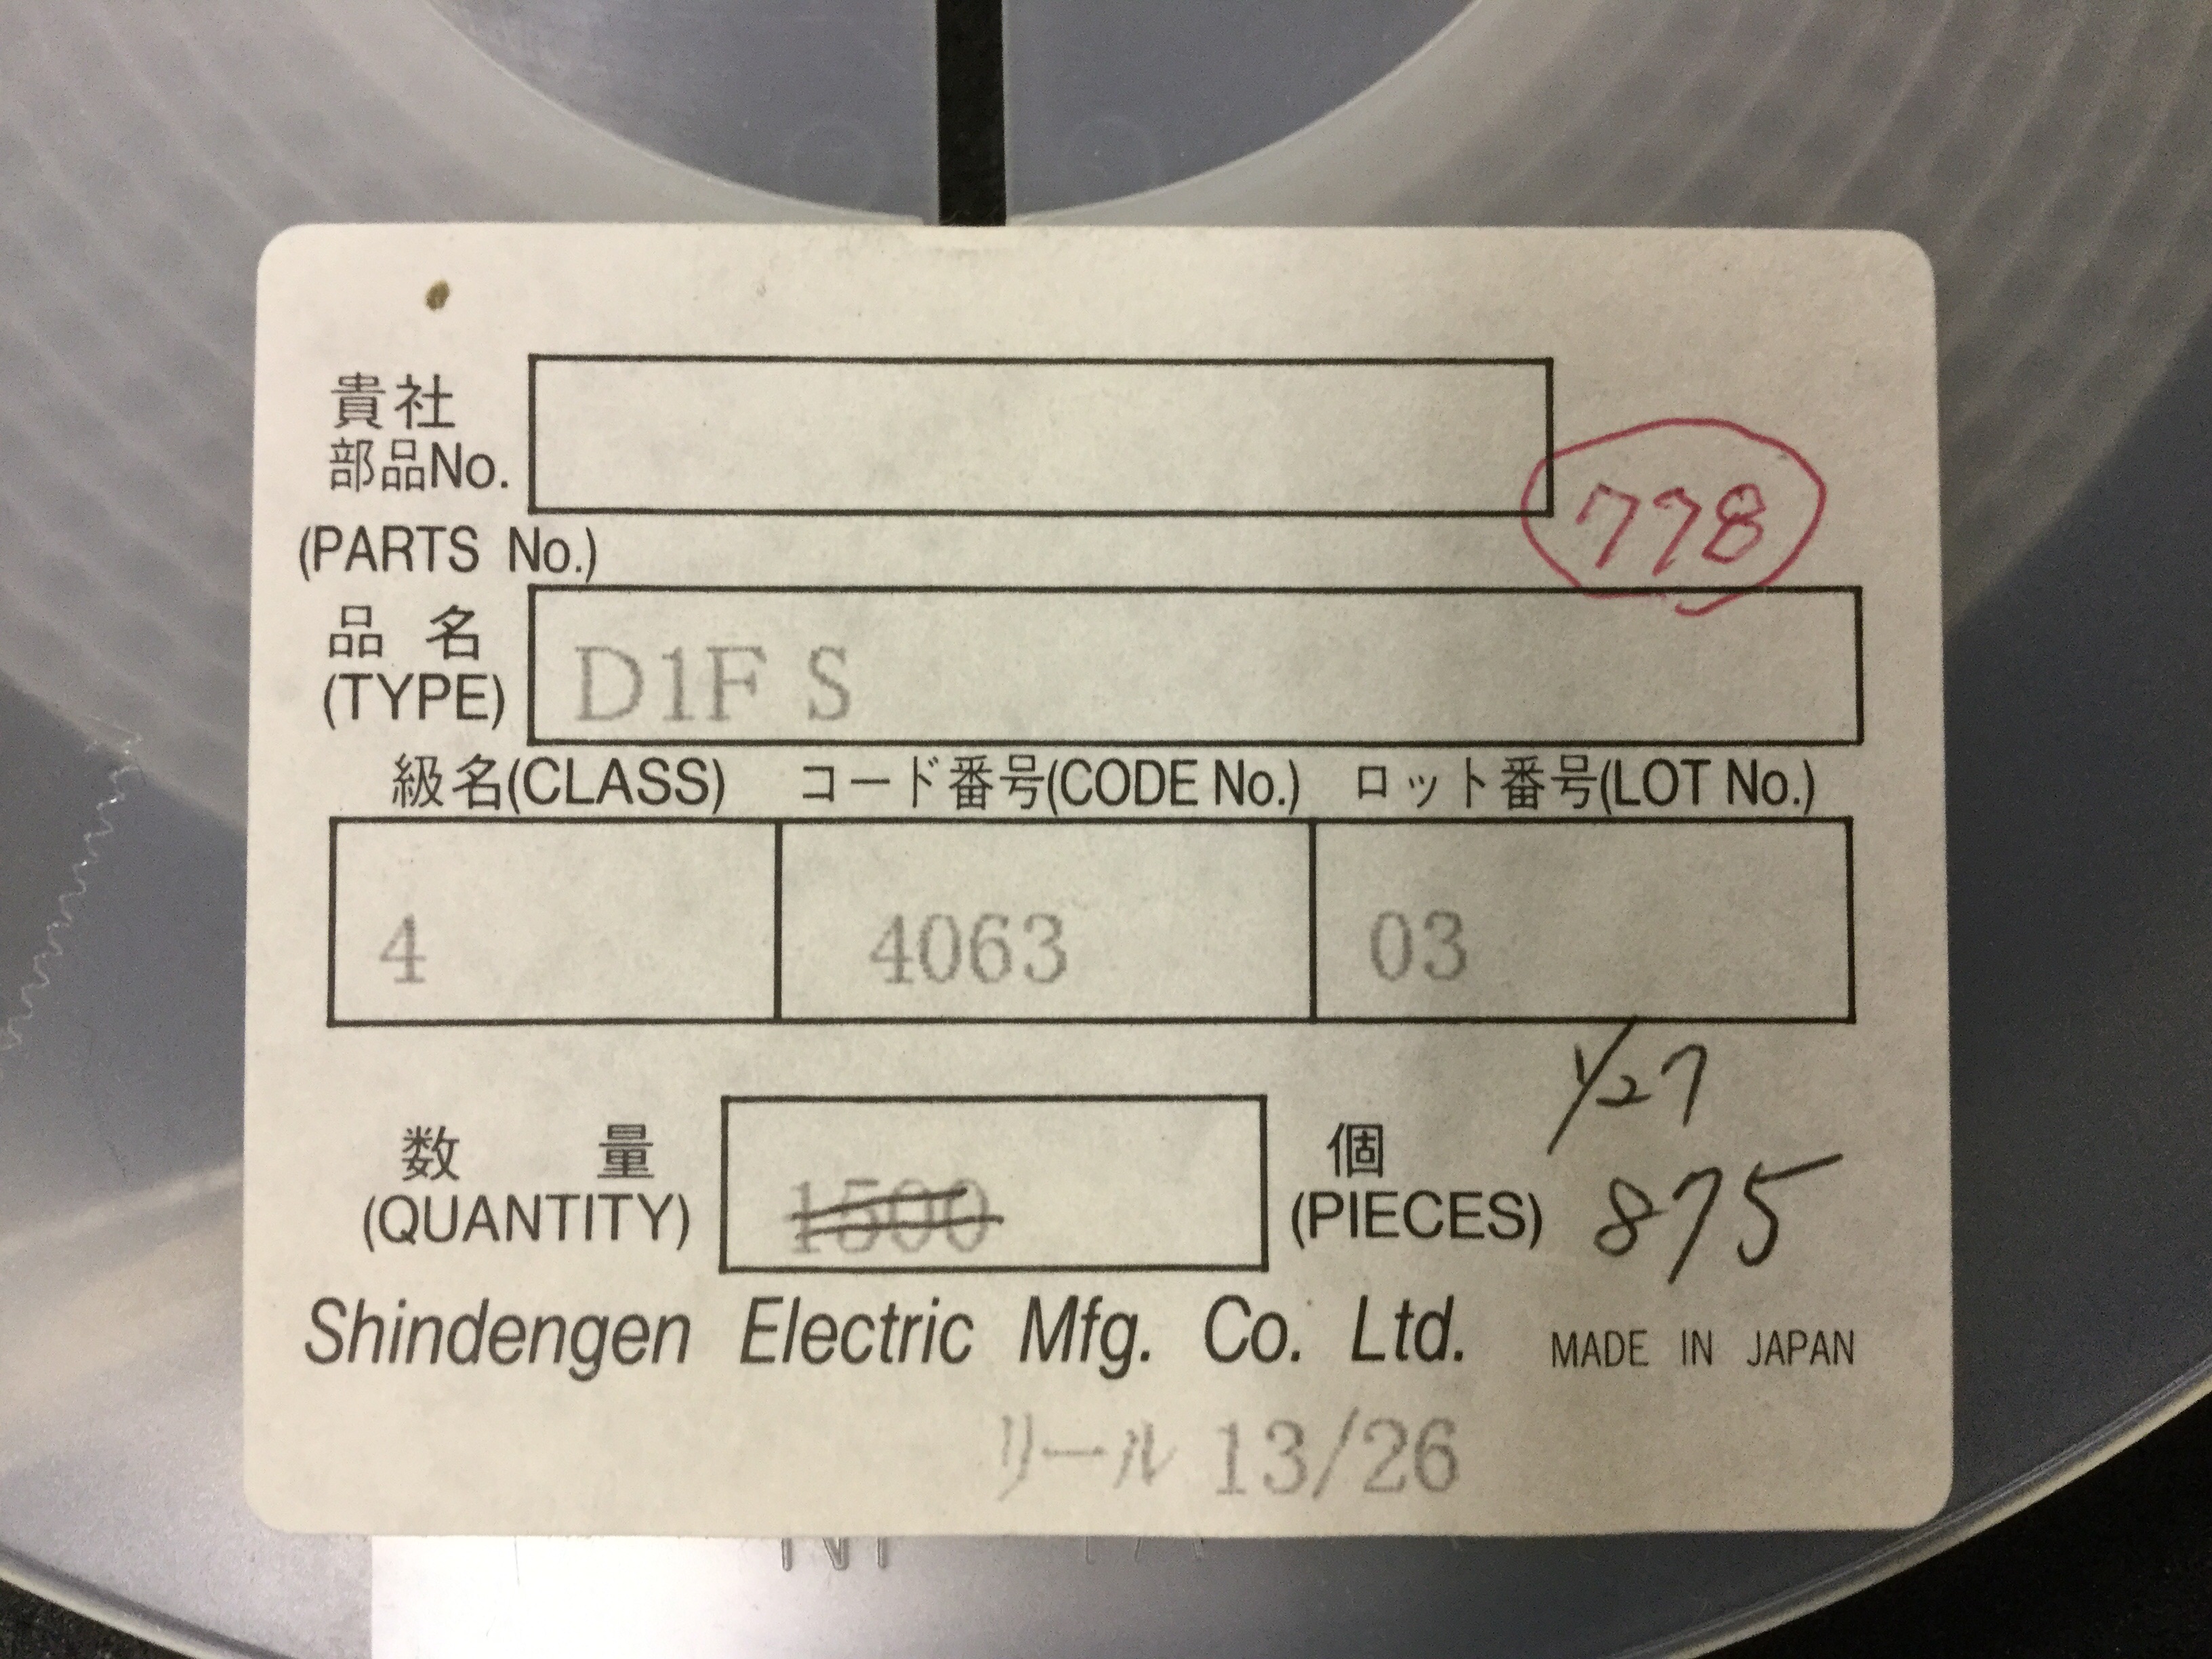 貴社
部品No.
(PARTS No.)
778
品名
(TYPE)
D1F S
級名(CLASS) コード番号(CODE No.) ロット番号(LOT No.)
4 4063 03
1/27
数量
(QUANTITY)
1500
個
(PIECES)
875
Shindengen Electric Mfg. Co. Ltd. MADE IN JAPAN
リール 13/26